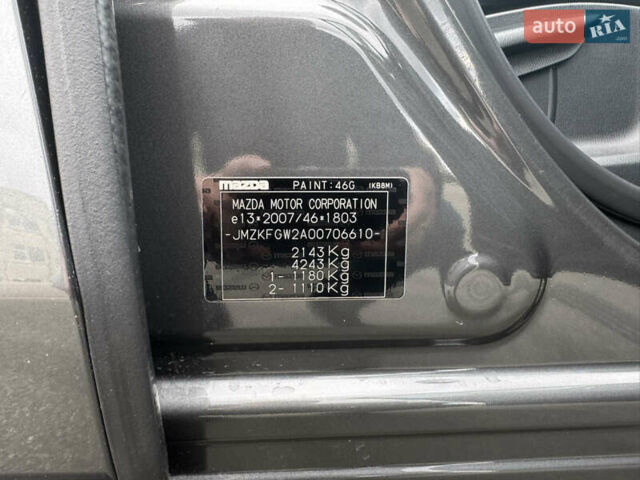 auto RIA
.com
mazda PAINT:46G (KB8M)
MAZDA MOTOR CORPORATION
e13*2007/46*1803
-JMZKFGW2A00706610-
2143Kg
4243Kg
1- 1180Kg
2- 1110Kg